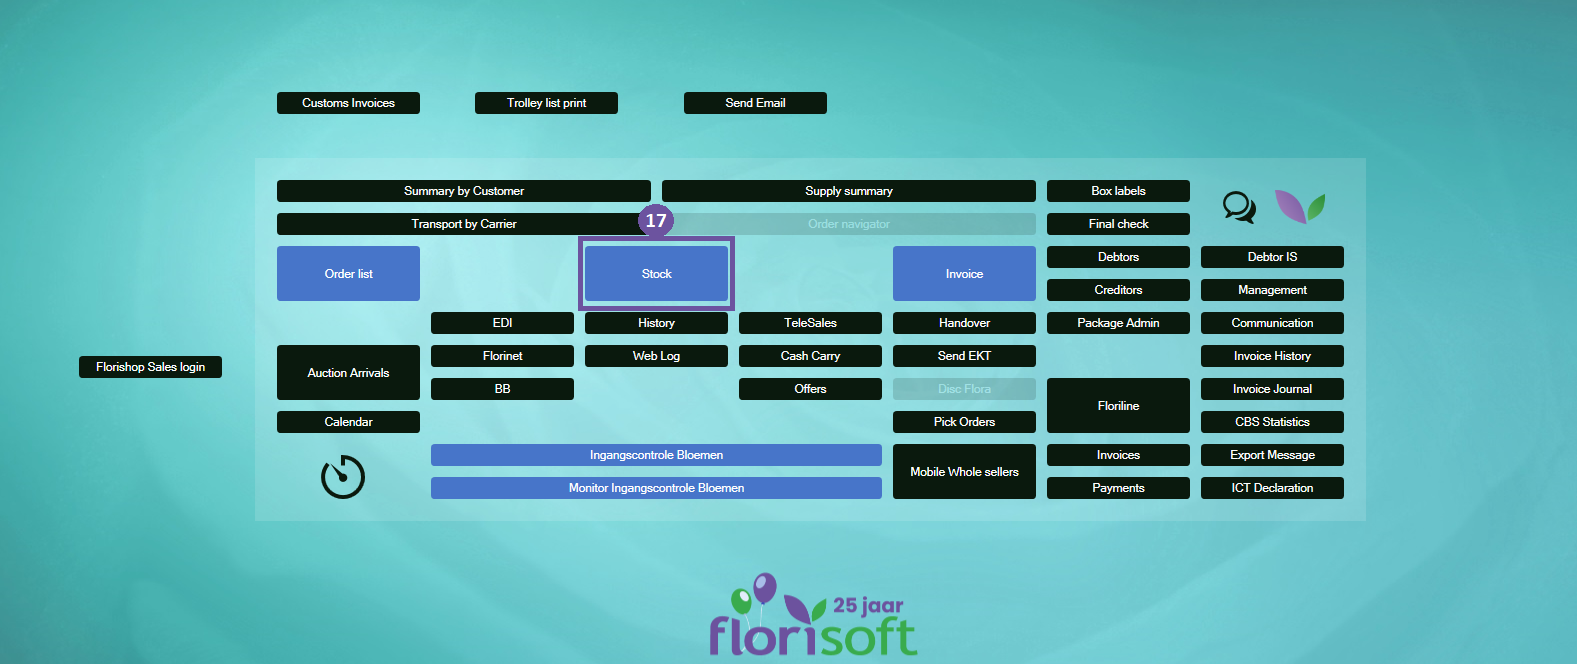 Customs Invoices
Trolley list print
Send Email
Summary by Customer
Supply summary
Box labels
Transport by Carrier
17
Order navigator
Final check
Order list
Stock
Invoice
Debtors
Debtor IS
Creditors
Management
EDI
History
TeleSales
Handover
Package Admin
Communication
Florishop Sales login
Auction Arrivals
Florinet
Web Log
Cash Carry
Send EKT
Invoice History
BB
Offers
Disc Flora
Floriline
Invoice Journal
Calendar
Pick Orders
CBS Statistics
Ingangscontrole Bloemen
Mobile Whole sellers
Invoices
Export Message
Monitor Ingangscontrole Bloemen
Payments
ICT Declaration
25 jaar
florisoft